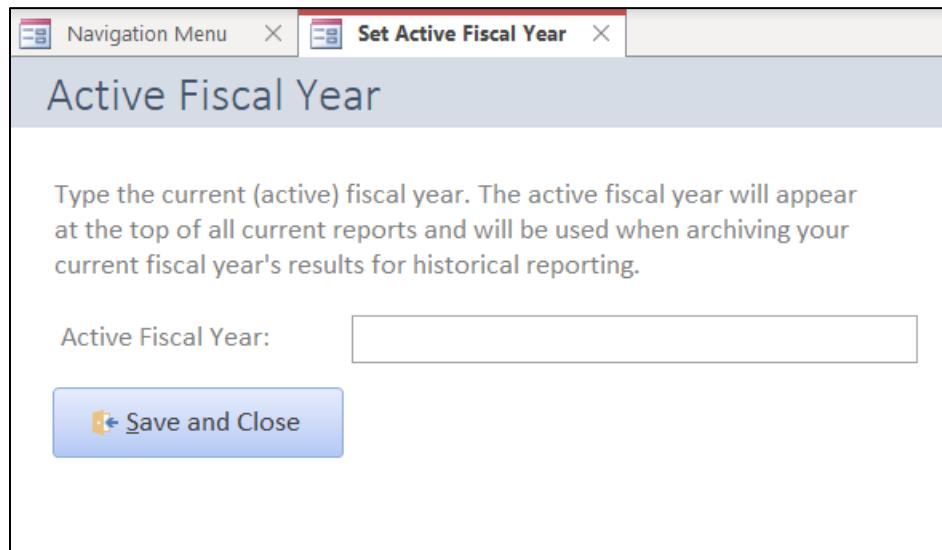 Navigation Menu
Set Active Fiscal Year
Active Fiscal Year
Type the current (active) fiscal year. The active fiscal year will appear
at the top of all current reports and will be used when archiving your
current fiscal year's results for historical reporting.
Active Fiscal Year:
Save and Close